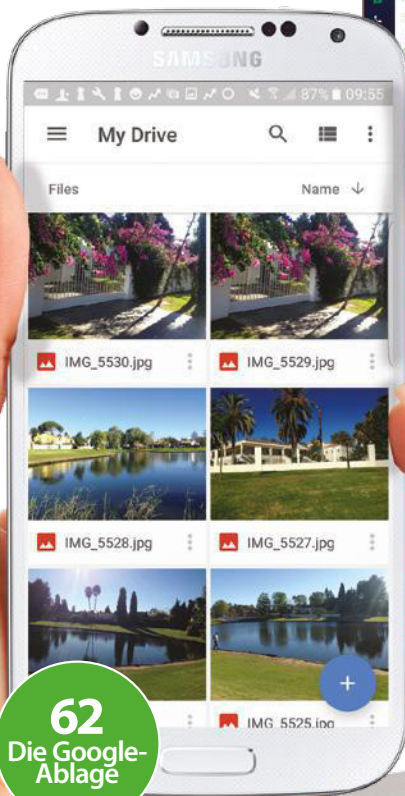 SAMSUNG
87% 09:55
My Drive
Files Name ↓
IMG_5530.jpg IMG_5529.jpg
IMG_5528.jpg IMG_5527.jpg
IMG_5525.jpg
62
Die Google-
Ablage